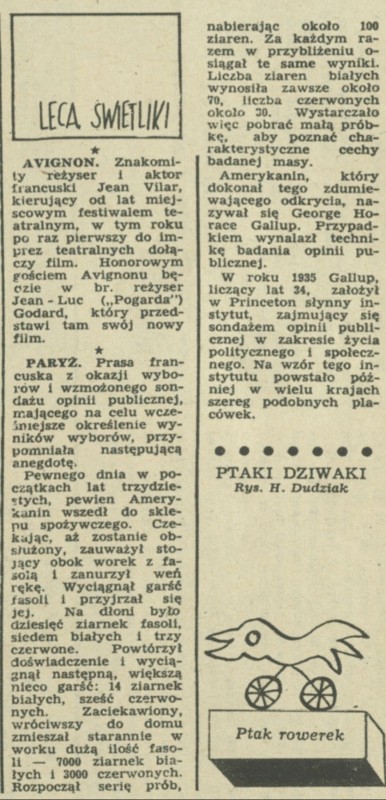 LECĄ ŚWIETLIKI
★
AVIGNON. Znakomi-
ty reżyser i aktor
francuski Jean Vilar,
kierujący od lat miej-
scowym festiwalem te-
atralnym, w tym roku
po raz pierwszy do im-
prez teatralnych dołą-
czy film. Honorowym
gościem Avignonu bę-
dzie w br. reżyser
Jean-Luc („Pogarda”)
Godard, który przed-
stawi tam swój nowy
film.
★
PARYŻ. Prasa fran-
cuska z okazji wybo-
rów i wzmożonego son-
dażu opinii publicznej,
mającego na celu wcze-
śniejsze określenie wy-
ników wyborów, przy-
pomniała następującą
anegdotę.
Pewnego dnia w po-
czątkach lat trzydzie-
stych, pewien Amery-
kanin wszedł do skle-
pu spożywczego. Cze-
kając, aż zostanie ob-
służony, zauważył sto-
jący obok worek z fa-
solą i zanurzył weń
rękę. Wyciągnął garść
fasoli i przyjrzał się
jej. Na dłoni było
dziesięć ziarnek fasoli,
siedem białych i trzy
czerwone. Powtórzył
doświadczenie i wycią-
gnął następną, większą
nieco garść: 14 ziarnek
białych, sześć czerwo-
nych. Zaciekawiony,
wróciwszy do domu
zmieszał starannie w
worku dużą ilość faso-
li — 7000 ziarnek bia-
łych i 3000 czerwonych.
Rozpoczął serię prób,
nabierając około 100
ziaren. Za każdym ra-
zem w przybliżeniu o-
siągał te same wyniki.
Liczba ziaren białych
wynosiła zawsze około
70, liczba czerwonych
około 30. Wystarczało
więc pobrać małą prób-
kę, aby poznać cha-
rakterystyczne cechy
badanej masy.
Amerykanin, który
dokonał tego zdumie-
wającego odkrycia, na-
zywał się George Ho-
race Gallup. Przypad-
kiem wynalazł techni-
kę badania opinii pu-
blicznej.
W roku 1935 Gallup,
liczący lat 34, założył
w Princeton słynny in-
stytut, zajmujący się
sondażem opinii publi-
cznej w zakresie życia
politycznego i społecz-
nego. Na wzór tego in-
stytutu powstało póź-
niej w wielu krajach
szereg podobnych pla-
cówek.
PTAKI DZIWAKI
Rys. H. Dudziak
Ptak rowerek